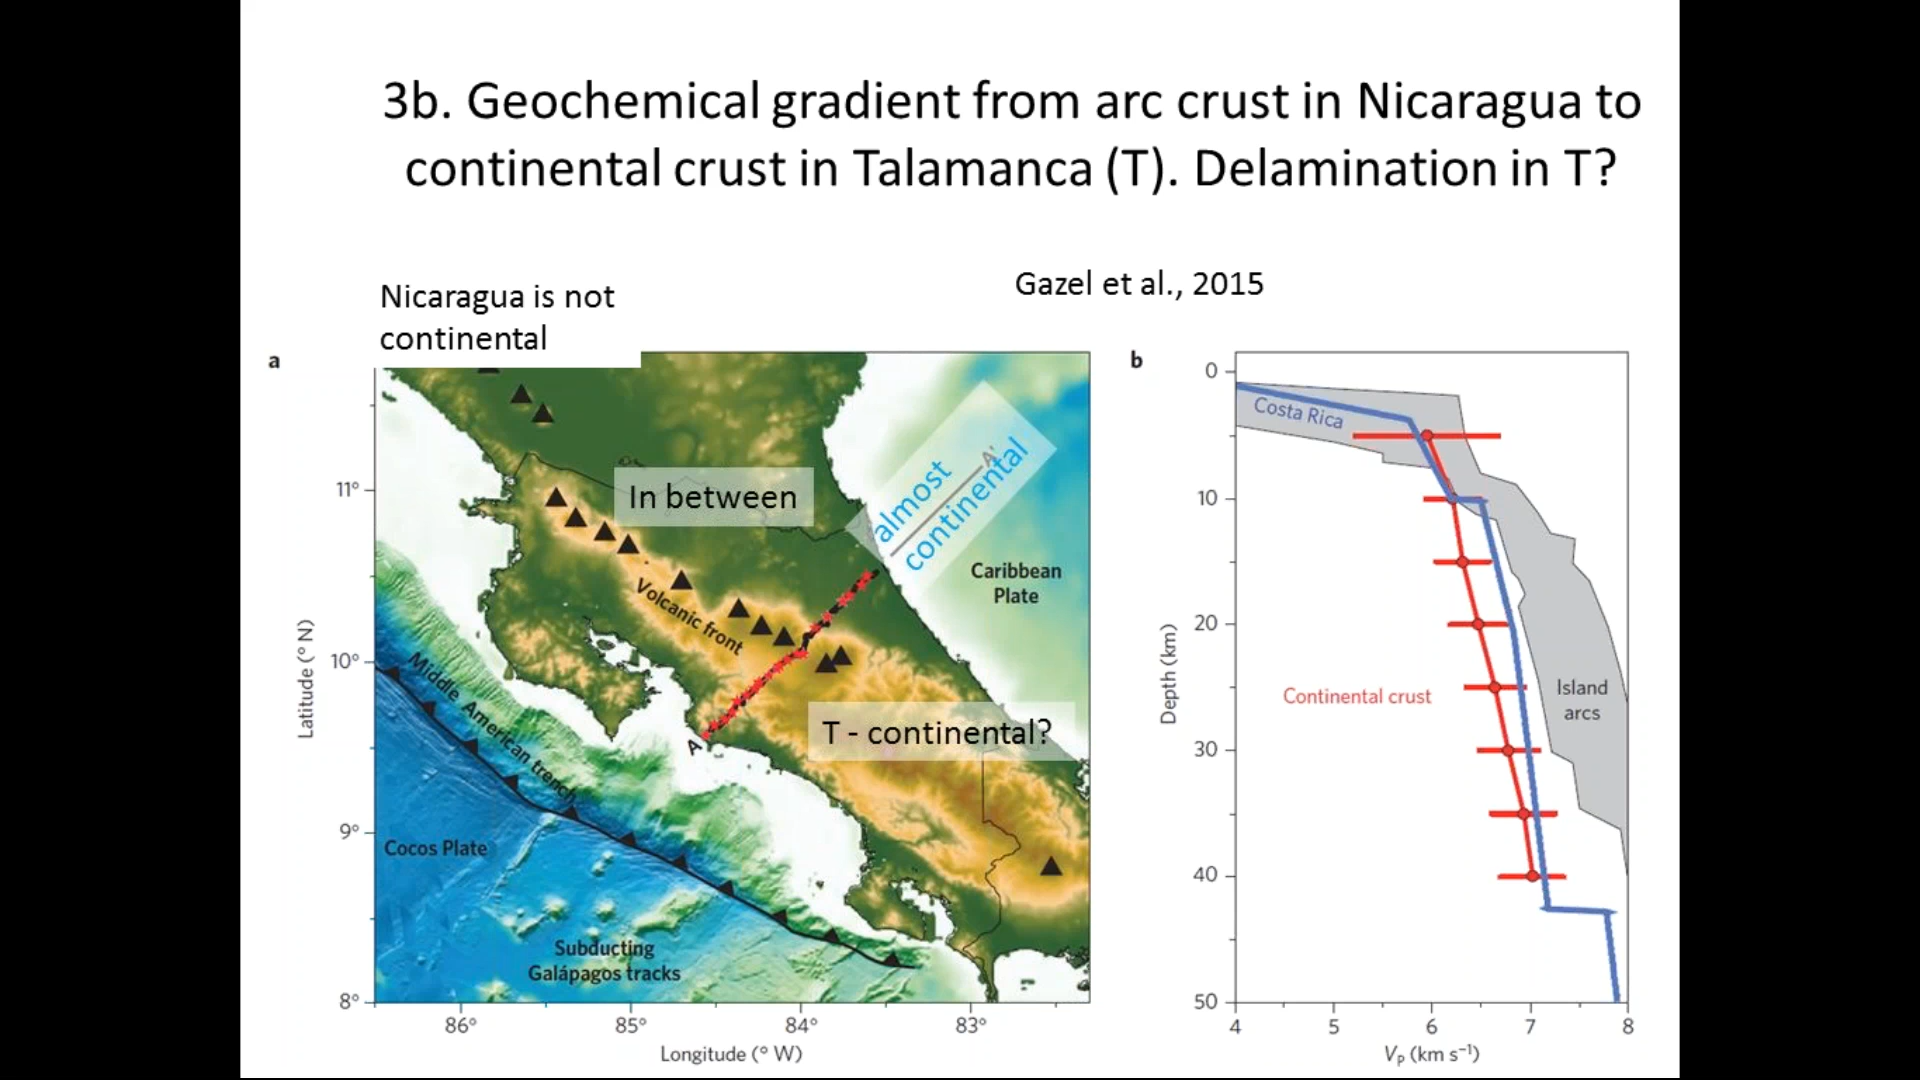 3b. Geochemical gradient from arc crust in Nicaragua to
continental crust in Talamanca (T). Delamination in T?
Nicaragua is not
continental
Gazel et al., 2015
a
b
In between
almost
continental
A'
Caribbean
Plate
Volcanic front
A
T - continental?
Middle American trench
Cocos Plate
Subducting
Galápagos tracks
Latitude (° N)
11°
10°
9°
8°
86°
85°
84°
83°
Longitude (° W)
Costa Rica
Continental crust
Island
arcs
Depth (km)
0
10
20
30
40
50
4
5
6
7
8
Vp (km s⁻¹)